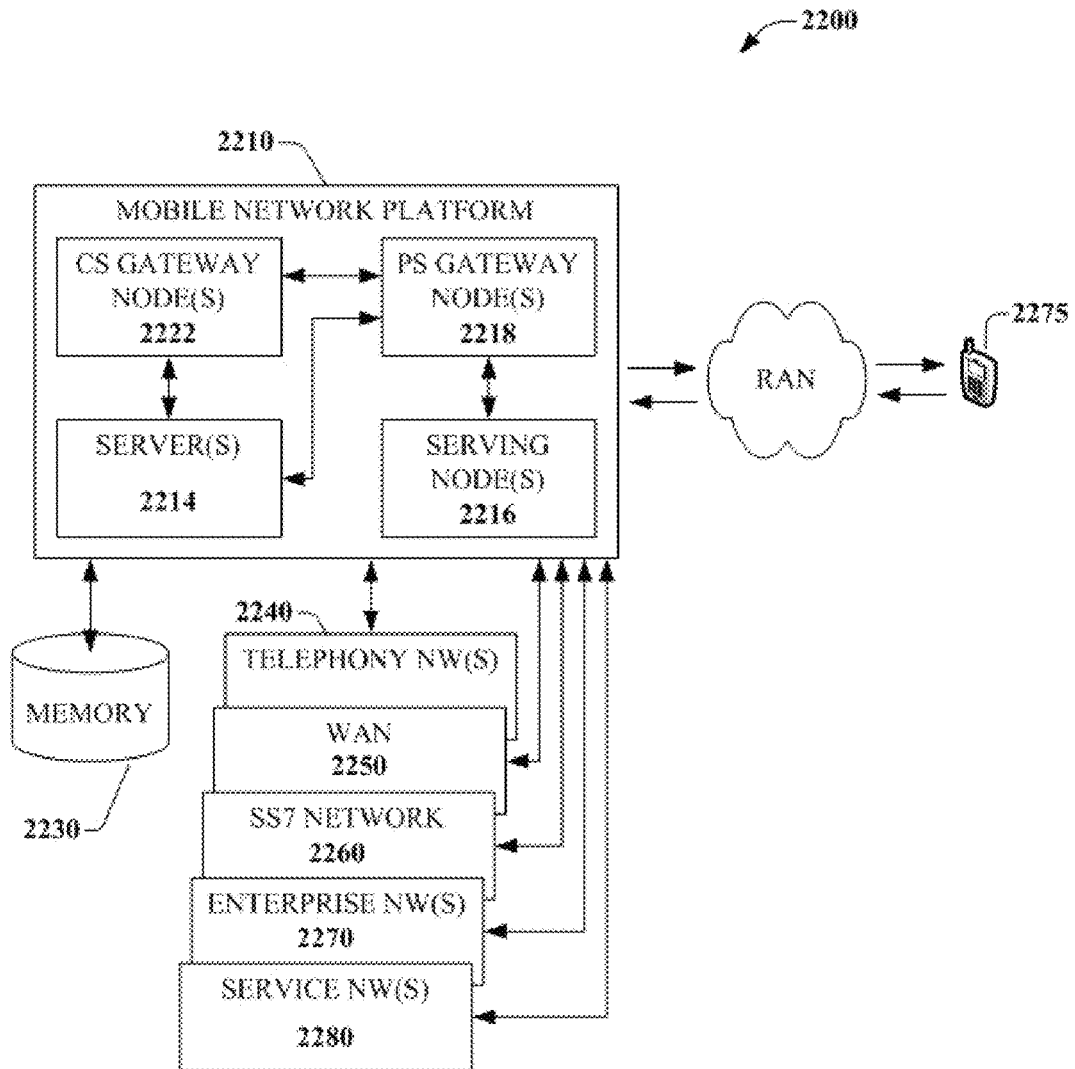 2200
2210
MOBILE NETWORK PLATFORM
CS GATEWAY
NODE(S)
2222
PS GATEWAY
NODE(S)
2218
SERVER(S)
2214
SERVING
NODE(S)
2216
RAN
2275
2240
TELEPHONY NW(S)
MEMORY
2230
WAN
2250
SS7 NETWORK
2260
ENTERPRISE NW(S)
2270
SERVICE NW(S)
2280